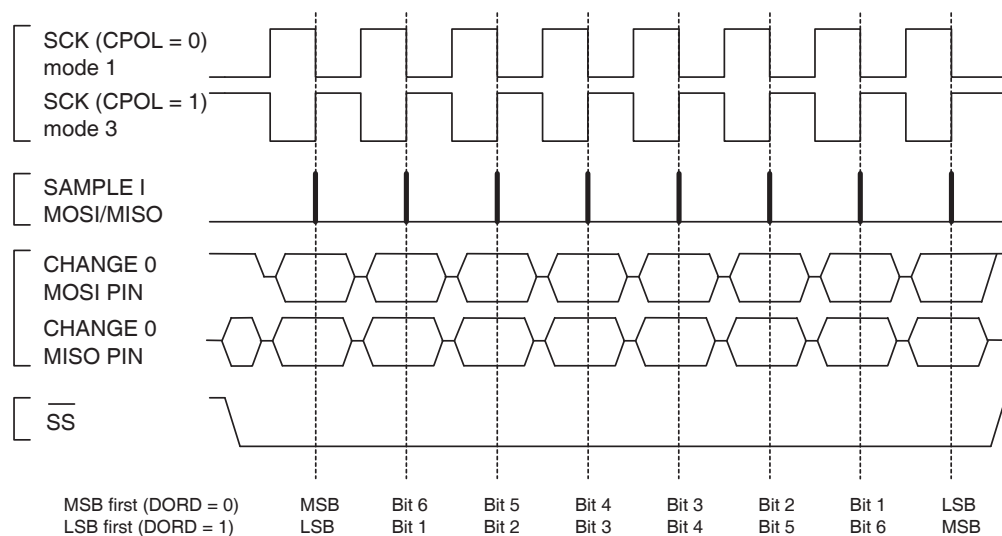 SCK (CPOL = 0)
mode 1
SCK (CPOL = 1)
mode 3
SAMPLE I
MOSI/MISO
CHANGE 0
MOSI PIN
CHANGE 0
MISO PIN
SS
MSB first (DORD = 0) MSB Bit 6 Bit 5 Bit 4 Bit 3 Bit 2 Bit 1 LSB
LSB first (DORD = 1) LSB Bit 1 Bit 2 Bit 3 Bit 4 Bit 5 Bit 6 MSB